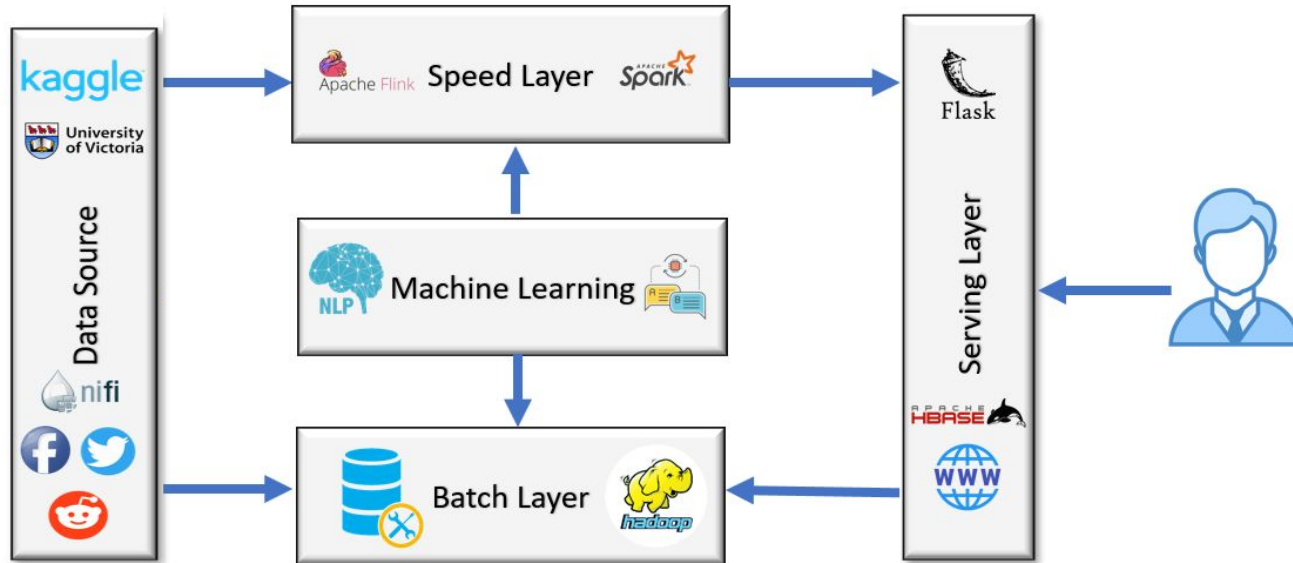 kaggle
University
of Victoria
Data Source
nifi
Apache Flink
Speed Layer
APACHE
Spark
NLP
Machine Learning
A
B
Batch Layer
hadoop
Flask
Serving Layer
APACHE
HBASE
WWW